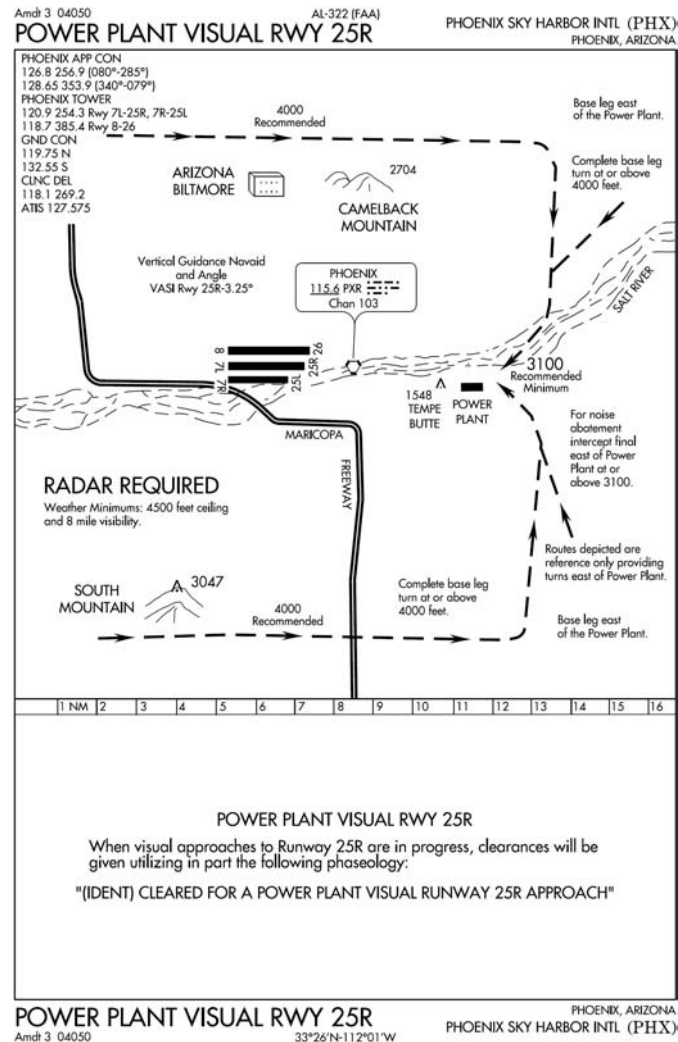 Amdt 3 04050
AL-322 (FAA)
POWER PLANT VISUAL RWY 25R
PHOENIX SKY HARBOR INTL (PHX)
PHOENIX, ARIZONA
PHOENIX APP CON
126.8 256.9 (080°-285°)
128.65 353.9 (340°-079°)
PHOENIX TOWER
120.9 254.3 Rwy 7L-25R, 7R-25L
118.7 385.4 Rwy 8-26
GND CON
119.75 N
132.55 S
CLNC DEL
118.1 269.2
ATIS 127.575
4000
Recommended
Base leg east
of the Power Plant.
Complete base leg
turn at or above
4000 feet.
ARIZONA
BILTMORE
2704
CAMELBACK
MOUNTAIN
Vertical Guidance Navaid
and Angle
VASI Rwy 25R-3.25°
PHOENIX
115.6 PXR
Chan 103
SALT RIVER
8
26
7L
25R
7R
25L
3100
Recommended
Minimum
1548
TEMPE
BUTTE
POWER
PLANT
MARICOPA
FREEWAY
For noise
abatement
intercept final
east of Power
Plant at or
above 3100.
RADAR REQUIRED
Weather Minimums: 4500 feet ceiling
and 8 mile visibility.
Routes depicted are
reference only providing
turns east of Power Plant.
3047
SOUTH
MOUNTAIN
4000
Recommended
Complete base leg
turn at or above
4000 feet.
Base leg east
of the Power Plant.
1 NM 2 3 4 5 6 7 8 9 10 11 12 13 14 15 16
POWER PLANT VISUAL RWY 25R
When visual approaches to Runway 25R are in progress, clearances will be
given utilizing in part the following phaseology:
"(IDENT) CLEARED FOR A POWER PLANT VISUAL RUNWAY 25R APPROACH"
POWER PLANT VISUAL RWY 25R
Amdt 3 04050
33°26'N-112°01'W
PHOENIX, ARIZONA
PHOENIX SKY HARBOR INTL (PHX)